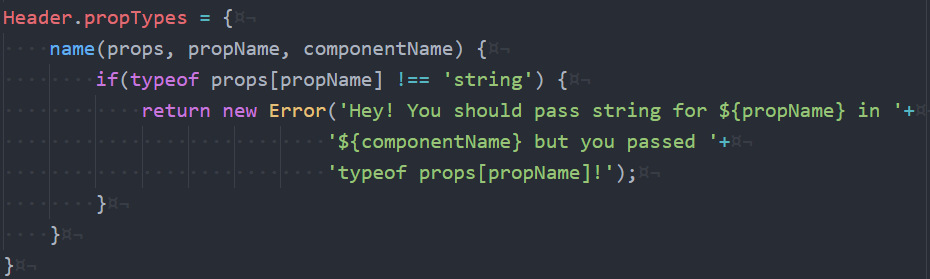 Header.propTypes = {¤¬
····name(props, propName, componentName) {¤¬
········if(typeof props[propName] !== 'string') {¤¬
············return new Error('Hey! You should pass string for ${propName} in '+¤¬
····························'${componentName} but you passed '+¤¬
····························'typeof props[propName]!');¤¬
········}¤¬
····}¤¬
}¤¬